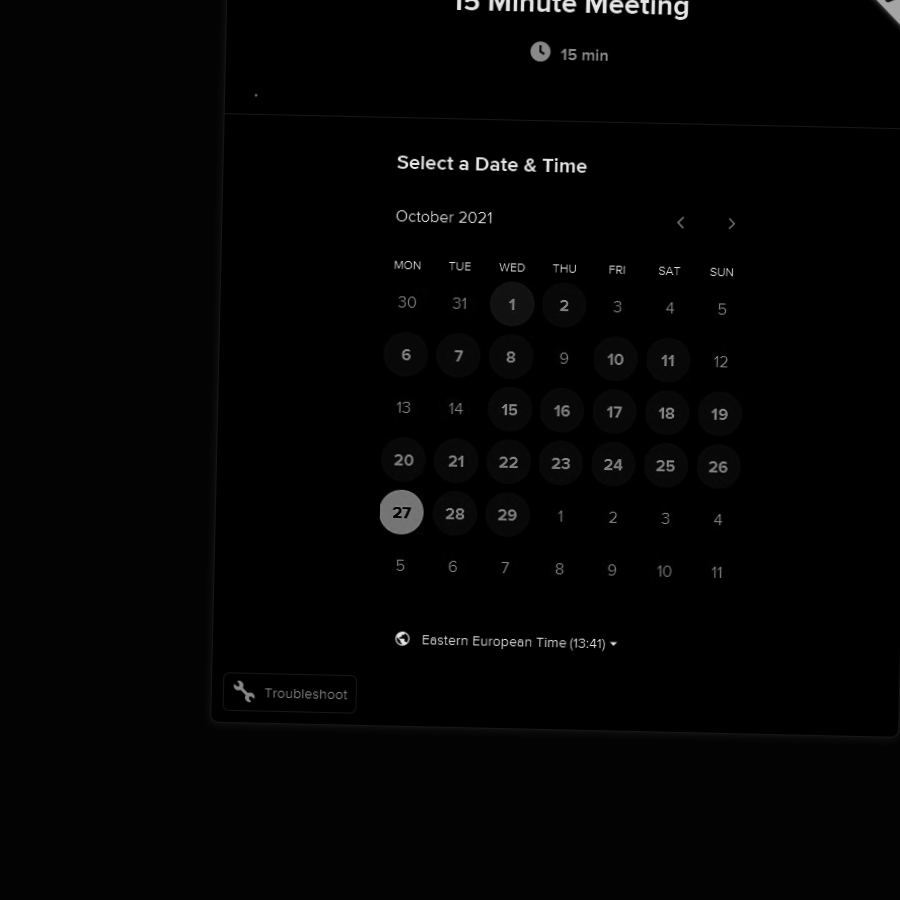 15 Minute Meeting
15 min
Select a Date & Time
October 2021
MON TUE WED THU FRI SAT SUN
30 31 1 2 3 4 5
6 7 8 9 10 11 12
13 14 15 16 17 18 19
20 21 22 23 24 25 26
27 28 29 1 2 3 4
5 6 7 8 9 10 11
Eastern European Time (13:41)
Troubleshoot